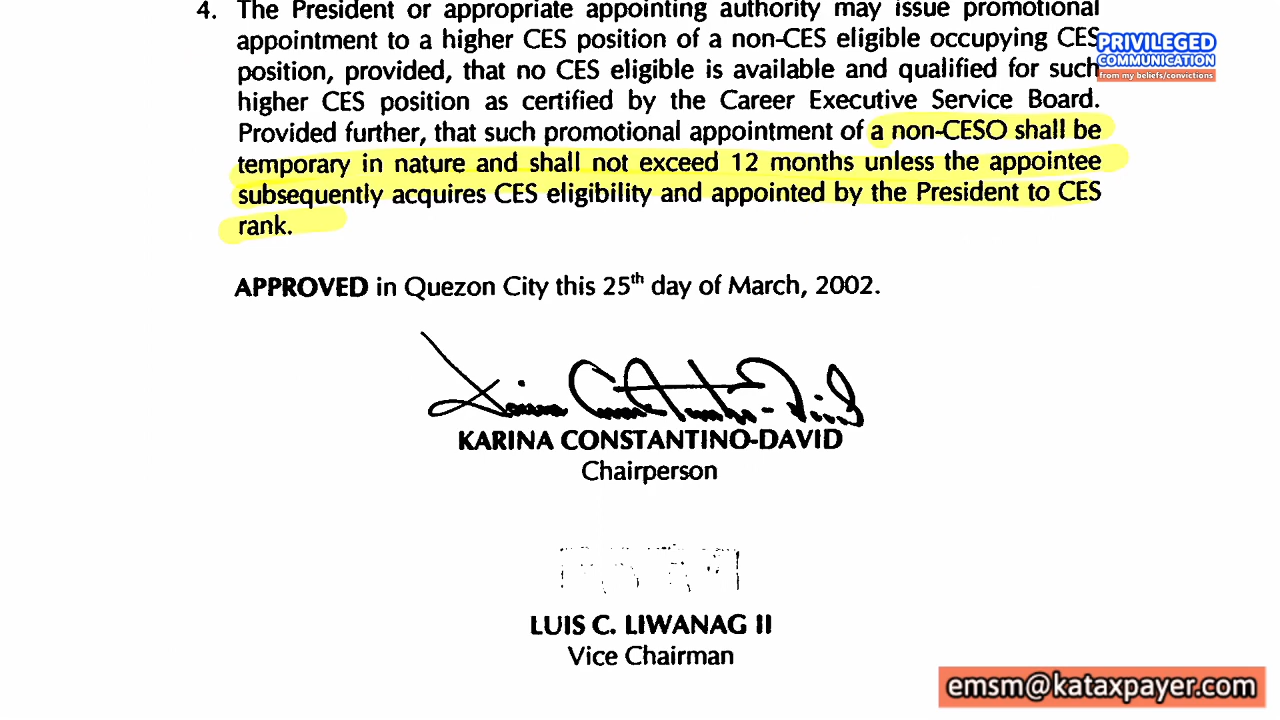 4. The President or appropriate appointing authority may issue promotional
appointment to a higher CES position of a non-CES eligible occupying CES
position, provided, that no CES eligible is available and qualified for such
higher CES position as certified by the Career Executive Service Board.
Provided further, that such promotional appointment of a non-CESO shall be
temporary in nature and shall not exceed 12 months unless the appointee
subsequently acquires CES eligibility and appointed by the President to CES
rank.
APPROVED in Quezon City this 25th day of March, 2002.
KARINA CONSTANTINO-DAVID
Chairperson
LUIS C. LIWANAG II
Vice Chairman
PRIVILEGED
COMMUNICATION
from my beliefs/convictions
emsm@kataxpayer.com